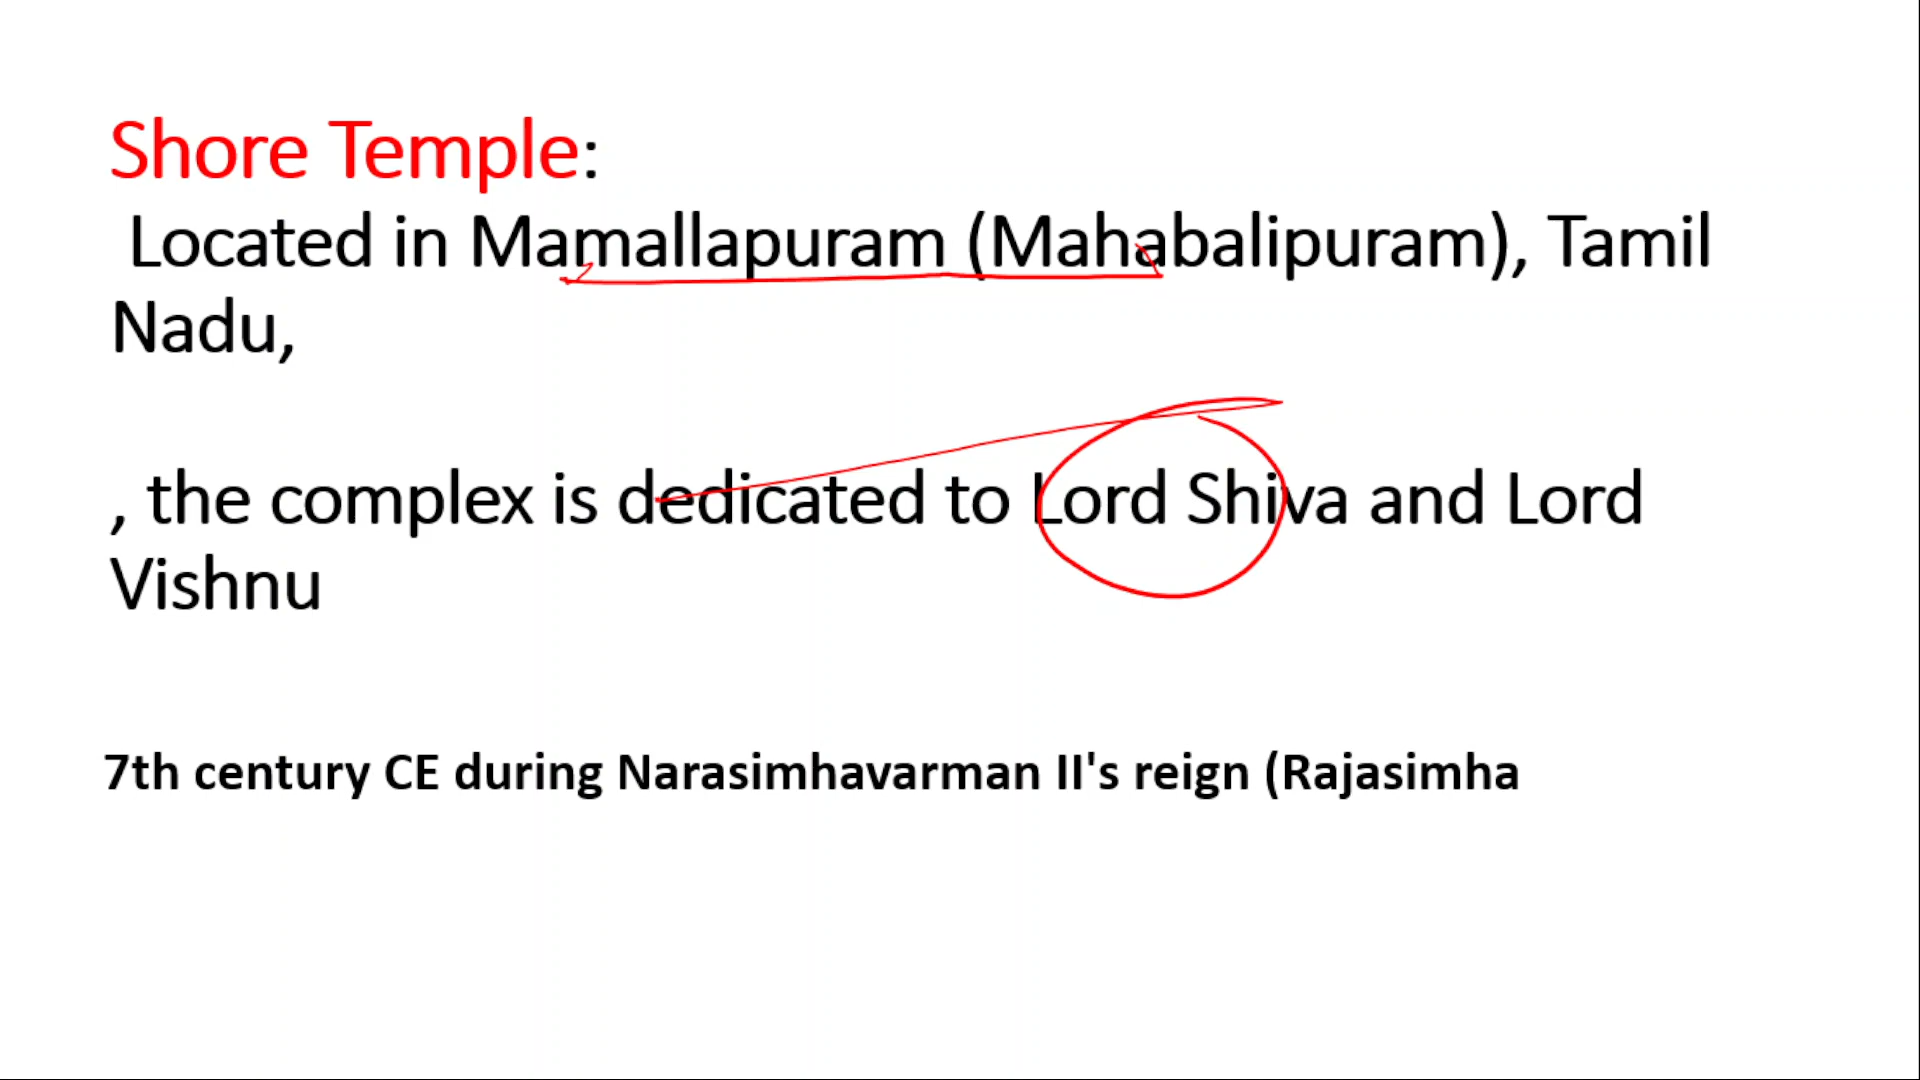 Shore Temple:
Located in Mamallapuram (Mahabalipuram), Tamil
Nadu,
, the complex is dedicated to Lord Shiva and Lord
Vishnu
7th century CE during Narasimhavarman II's reign (Rajasimha